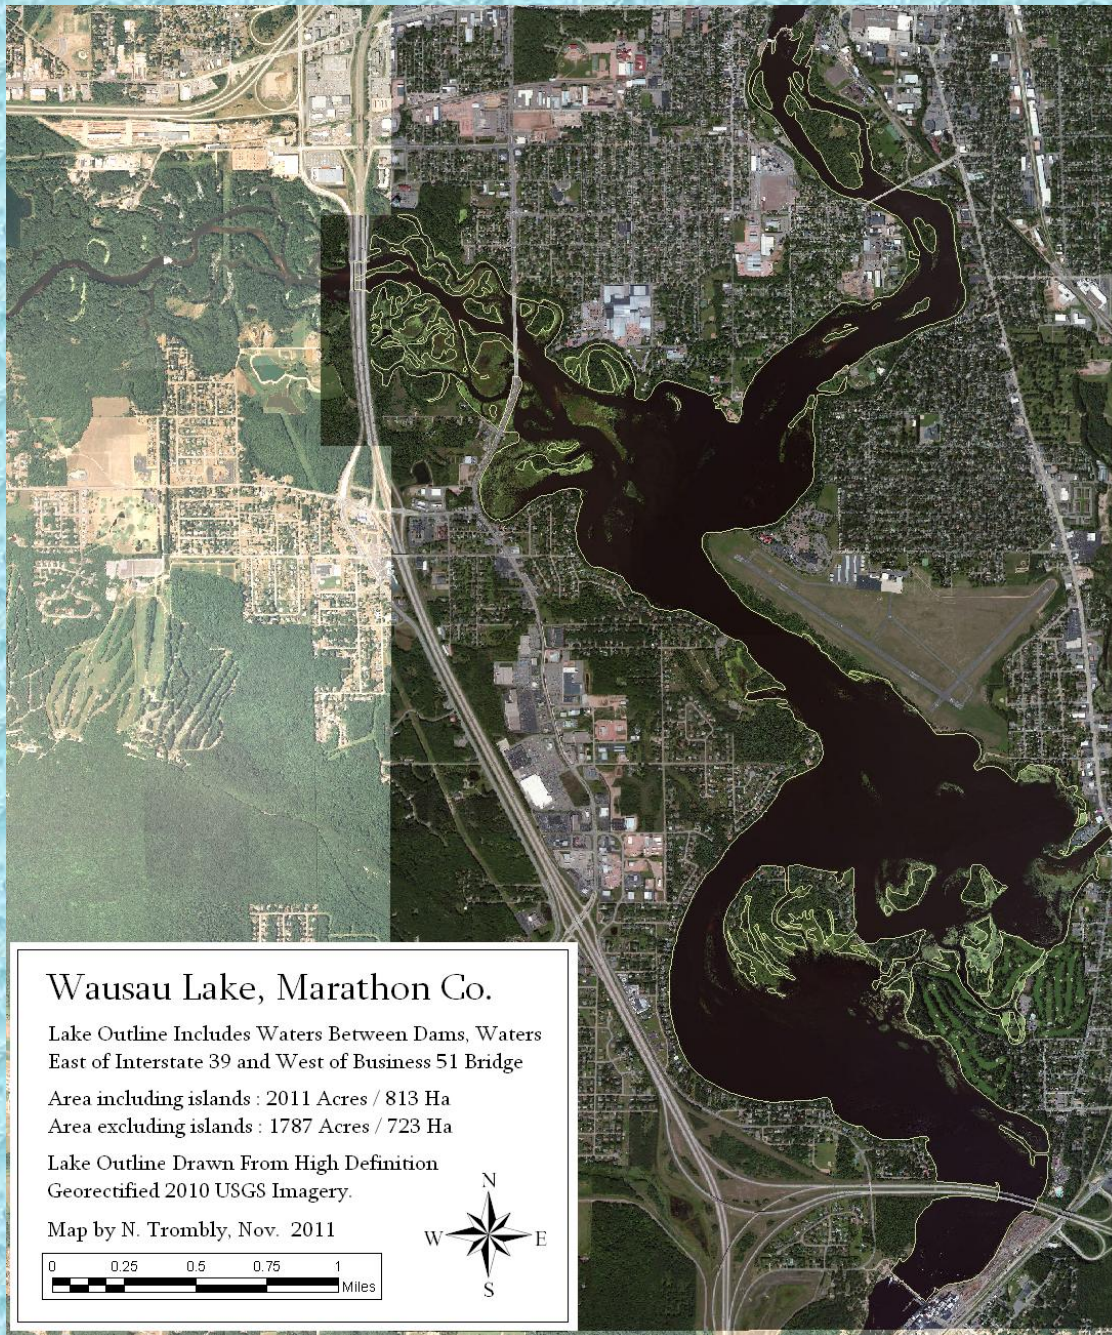 Wausau Lake, Marathon Co.
Lake Outline Includes Waters Between Dams, Waters
East of Interstate 39 and West of Business 51 Bridge
Area including islands : 2011 Acres / 813 Ha
Area excluding islands : 1787 Acres / 723 Ha
Lake Outline Drawn From High Definition
Georectified 2010 USGS Imagery.
Map by N. Trombly, Nov. 2011
N
W E
S
0 0.25 0.5 0.75 1
Miles